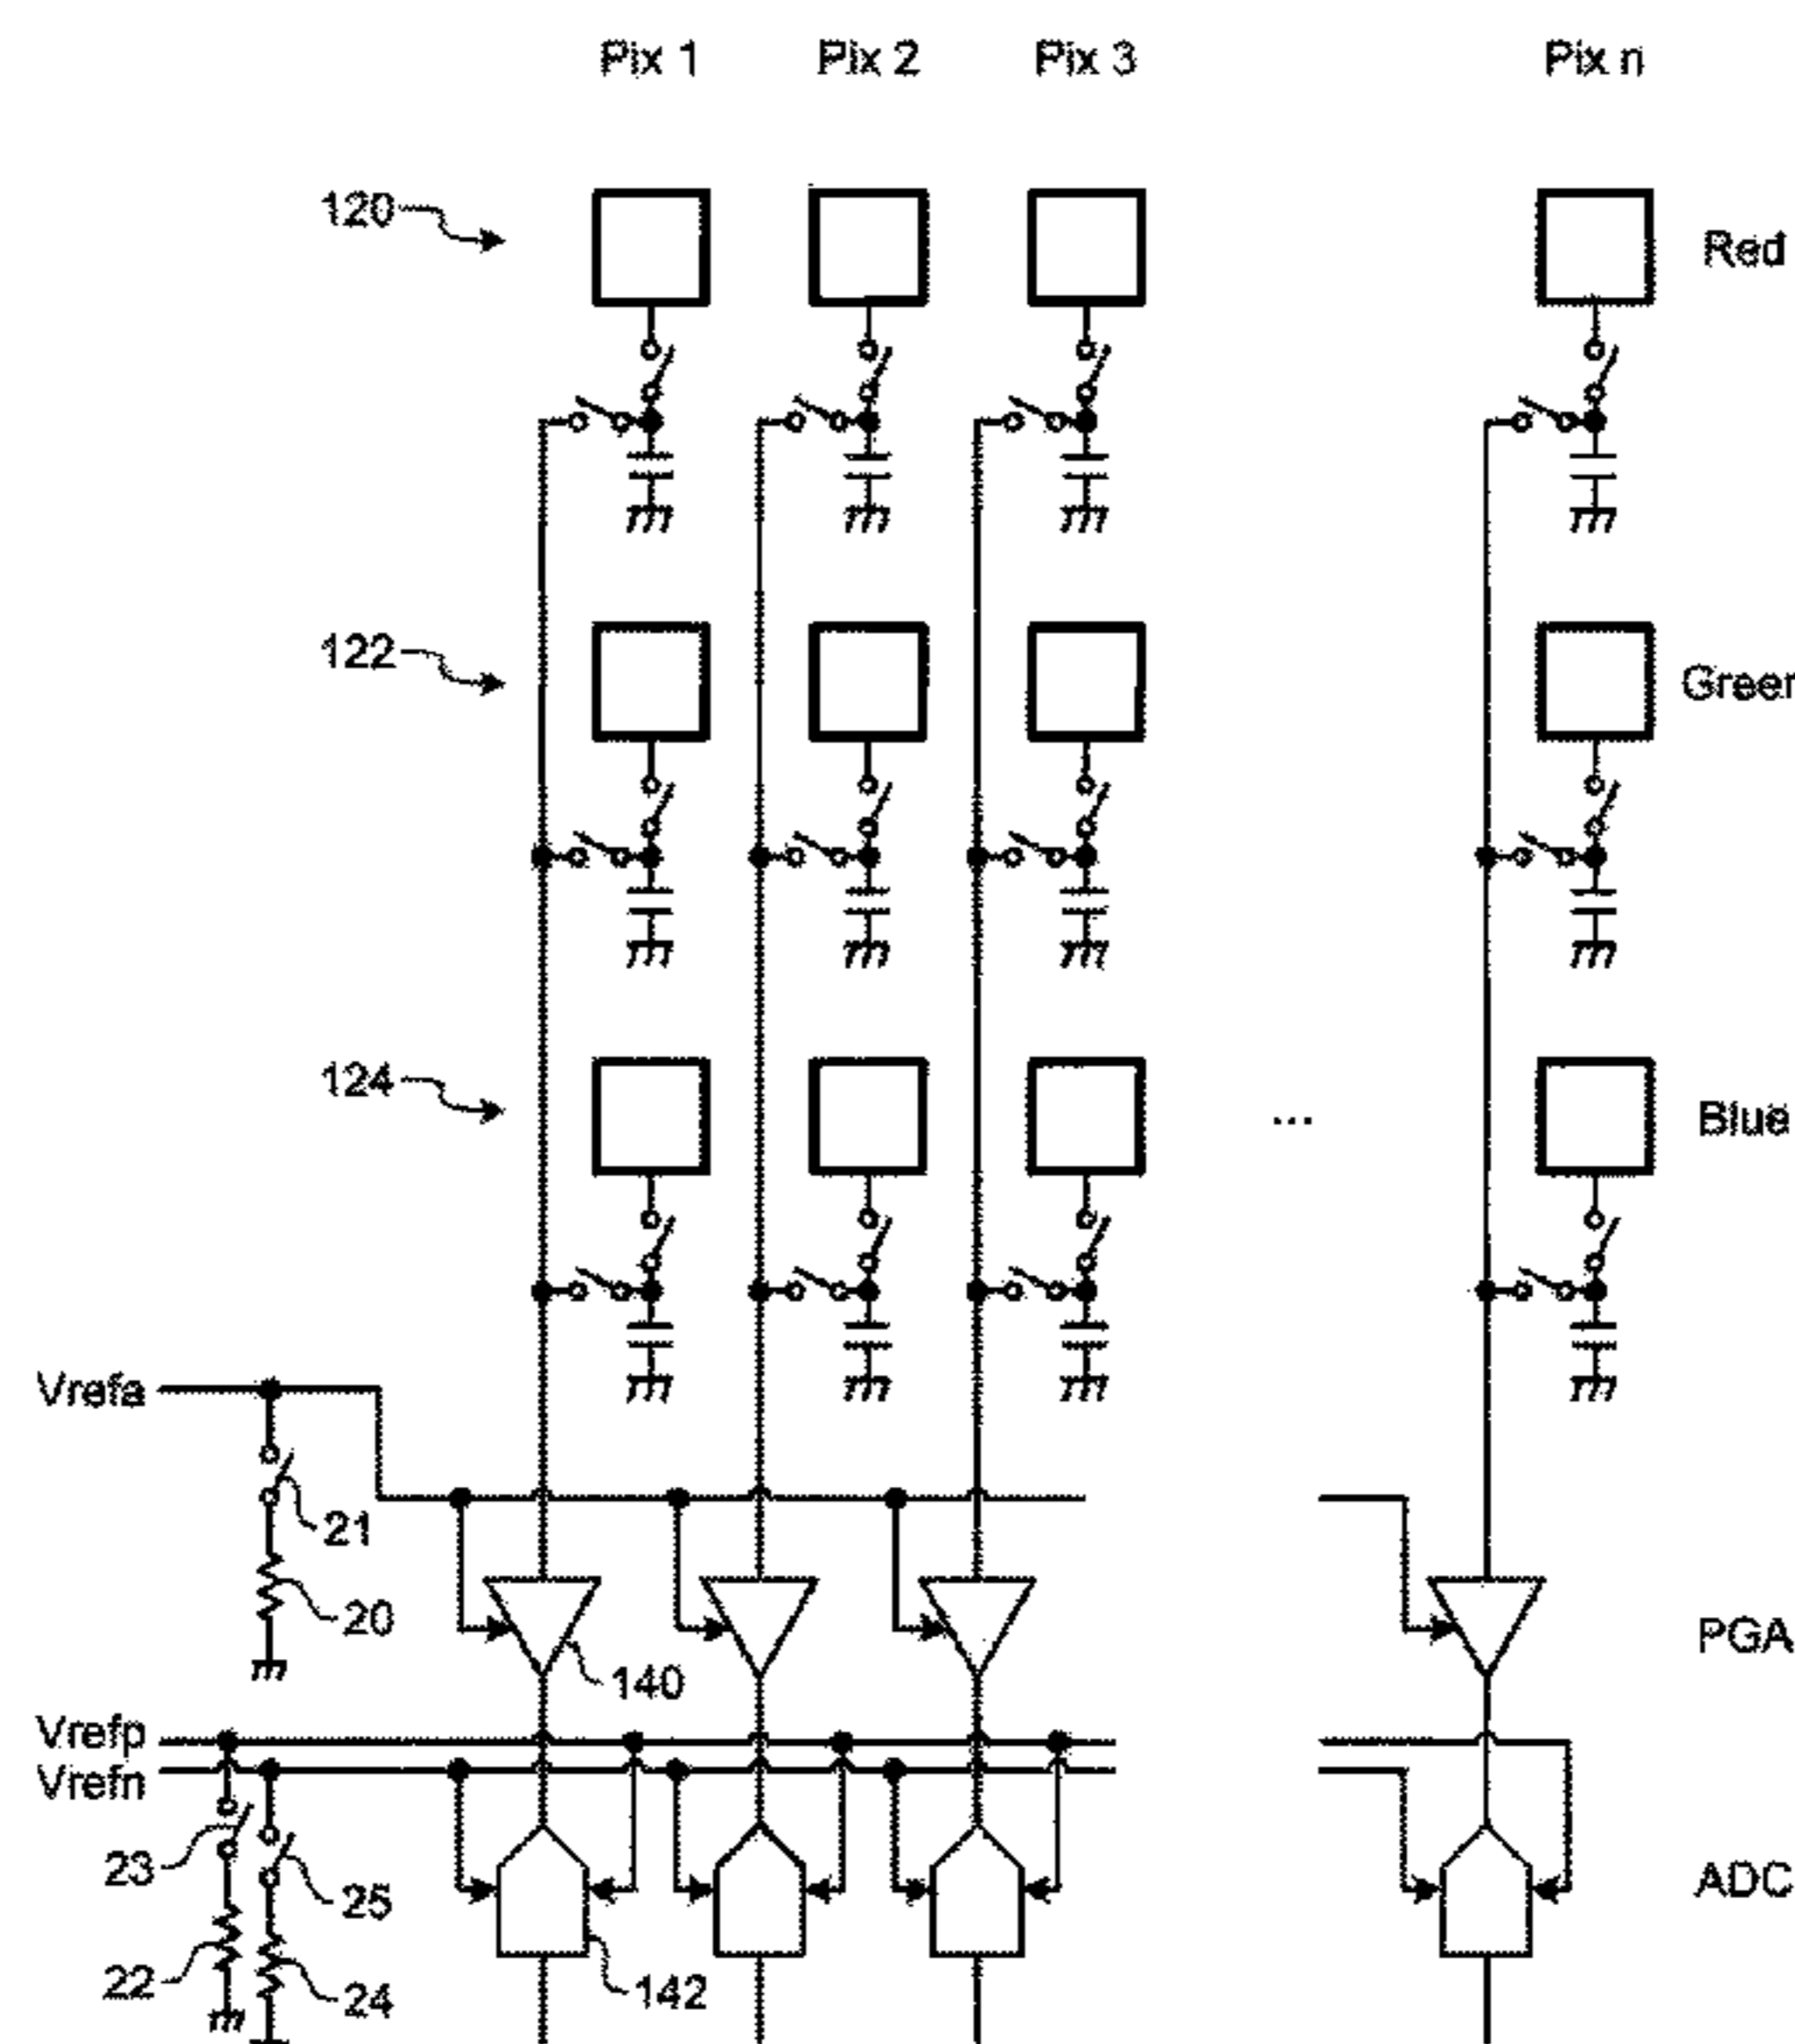 Pix 1 Pix 2 Pix 3 Pix n
120
Red
122
Green
124
...
Blue
Vrefa
21
20
PGA
140
Vrefp
Vrefn
23
25
ADC
22
24
142